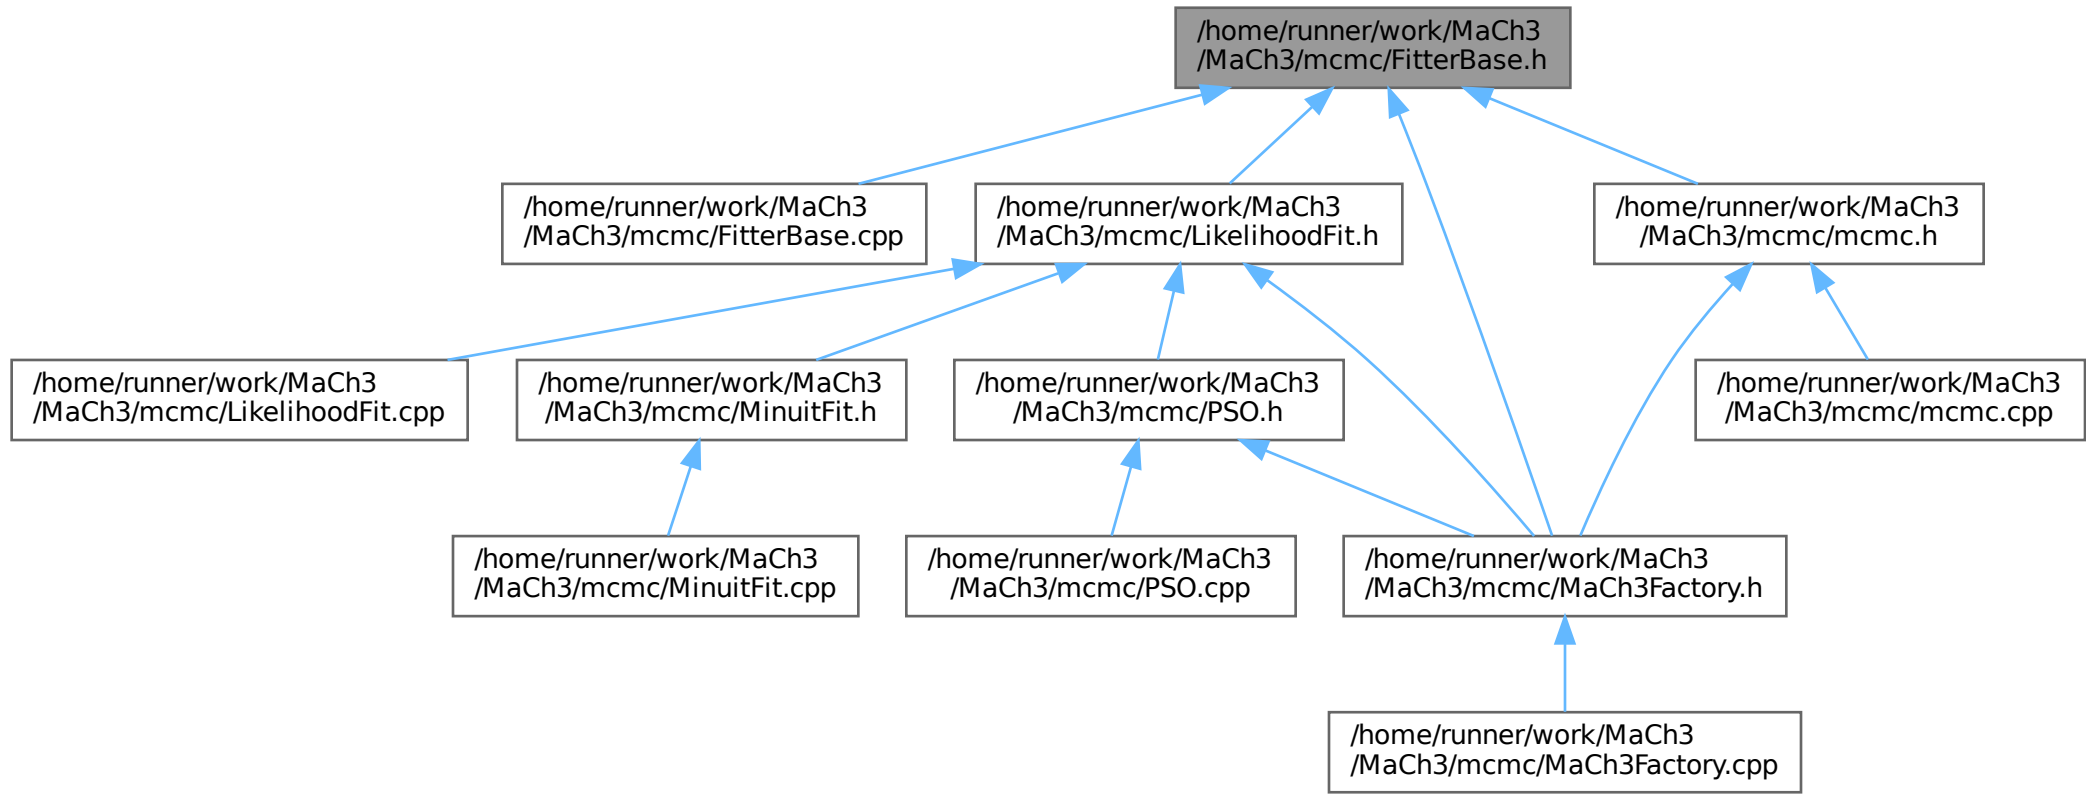 /home/runner/work/MaCh3
/MaCh3/mcmc/FitterBase.h
/home/runner/work/MaCh3
/MaCh3/mcmc/FitterBase.cpp
/home/runner/work/MaCh3
/MaCh3/mcmc/LikelihoodFit.h
/home/runner/work/MaCh3
/MaCh3/mcmc/mcmc.h
/home/runner/work/MaCh3
/MaCh3/mcmc/LikelihoodFit.cpp
/home/runner/work/MaCh3
/MaCh3/mcmc/MinuitFit.h
/home/runner/work/MaCh3
/MaCh3/mcmc/PSO.h
/home/runner/work/MaCh3
/MaCh3/mcmc/mcmc.cpp
/home/runner/work/MaCh3
/MaCh3/mcmc/MinuitFit.cpp
/home/runner/work/MaCh3
/MaCh3/mcmc/PSO.cpp
/home/runner/work/MaCh3
/MaCh3/mcmc/MaCh3Factory.h
/home/runner/work/MaCh3
/MaCh3/mcmc/MaCh3Factory.cpp